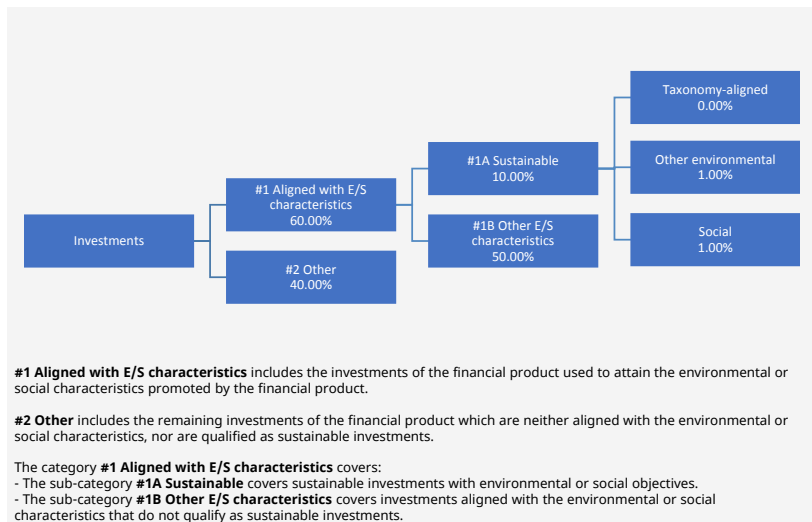 Taxonomy-aligned
0.00%
#1A Sustainable
10.00%
Other environmental
1.00%
#1 Aligned with E/S
characteristics
60.00%
#1B Other E/S
characteristics
50.00%
Social
1.00%
Investments
#2 Other
40.00%
#1 Aligned with E/S characteristics includes the investments of the financial product used to attain the environmental or
social characteristics promoted by the financial product.
#2 Other includes the remaining investments of the financial product which are neither aligned with the environmental or
social characteristics, nor are qualified as sustainable investments.
The category #1 Aligned with E/S characteristics covers:
- The sub-category #1A Sustainable covers sustainable investments with environmental or social objectives.
- The sub-category #1B Other E/S characteristics covers investments aligned with the environmental or social
characteristics that do not qualify as sustainable investments.